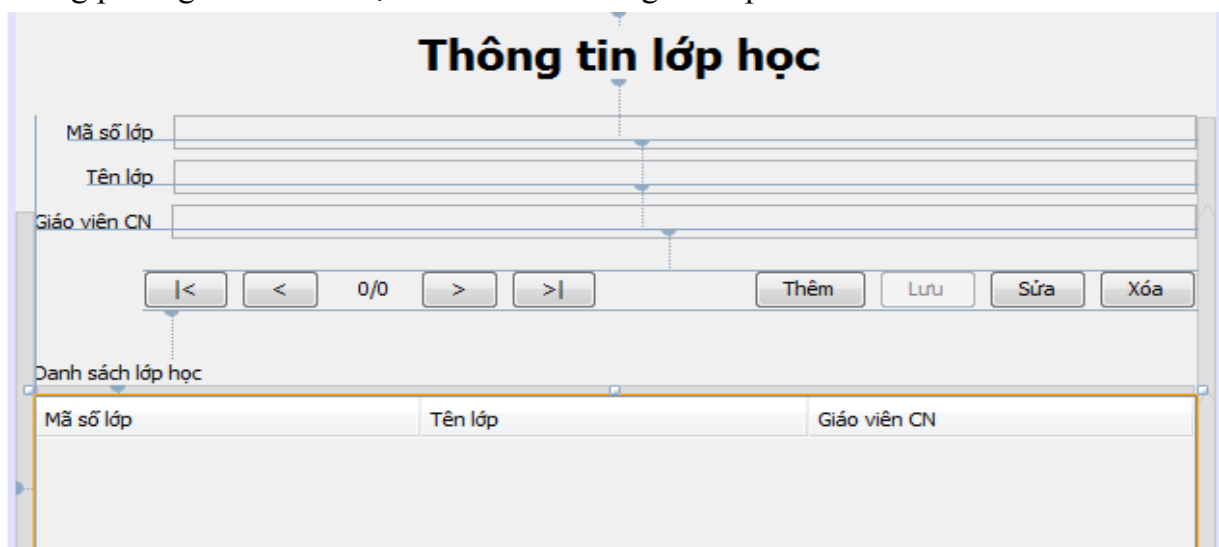 Thông tin lớp học
Mã số lớp
Tên lớp
Giáo viên CN
|< < 0/0 > >| Thêm Lưu Sửa Xóa
Danh sách lớp học
Mã số lớp Tên lớp Giáo viên CN